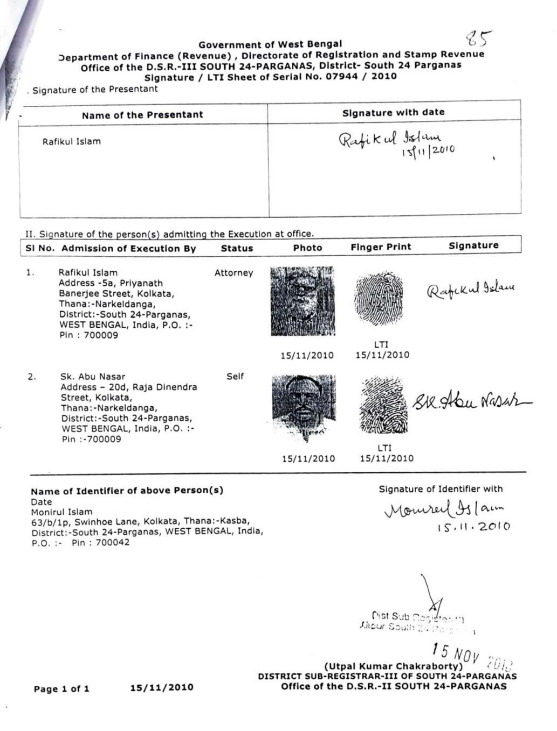 85
Government of West Bengal
Department of Finance (Revenue) , Directorate of Registration and Stamp Revenue
Office of the D.S.R.-III SOUTH 24-PARGANAS, District- South 24 Parganas
Signature / LTI Sheet of Serial No. 07944 / 2010
. Signature of the Presentant
Name of the Presentant Signature with date
Rafikul Islam Rafikul Islam
15/11/2010
II. Signature of the person(s) admitting the Execution at office.
Sl No. Admission of Execution By Status Photo Finger Print Signature
1. Rafikul Islam Attorney Rafikul Islam
Address -5a, Priyanath
Banerjee Street, Kolkata,
Thana:-Narkeldanga,
District:-South 24-Parganas,
WEST BENGAL, India, P.O. :-
Pin : 700009
LTI
15/11/2010 15/11/2010
2. Sk. Abu Nasar Self Sk. Abu Nasar
Address – 20d, Raja Dinendra
Street, Kolkata,
Thana:-Narkeldanga,
District:-South 24-Parganas,
WEST BENGAL, India, P.O. :-
Pin :-700009
LTI
15/11/2010 15/11/2010
Name of Identifier of above Person(s) Signature of Identifier with
Date
Monirul Islam Monirul Islam
63/b/1p, Swinhoe Lane, Kolkata, Thana:-Kasba, 15.11.2010
District:-South 24-Parganas, WEST BENGAL, India,
P.O. :- Pin : 700042
Dist Sub
South
15 NOV
(Utpal Kumar Chakraborty)
DISTRICT SUB-REGISTRAR-III OF SOUTH 24-PARGANAS
Office of the D.S.R.-II SOUTH 24-PARGANAS
Page 1 of 1 15/11/2010